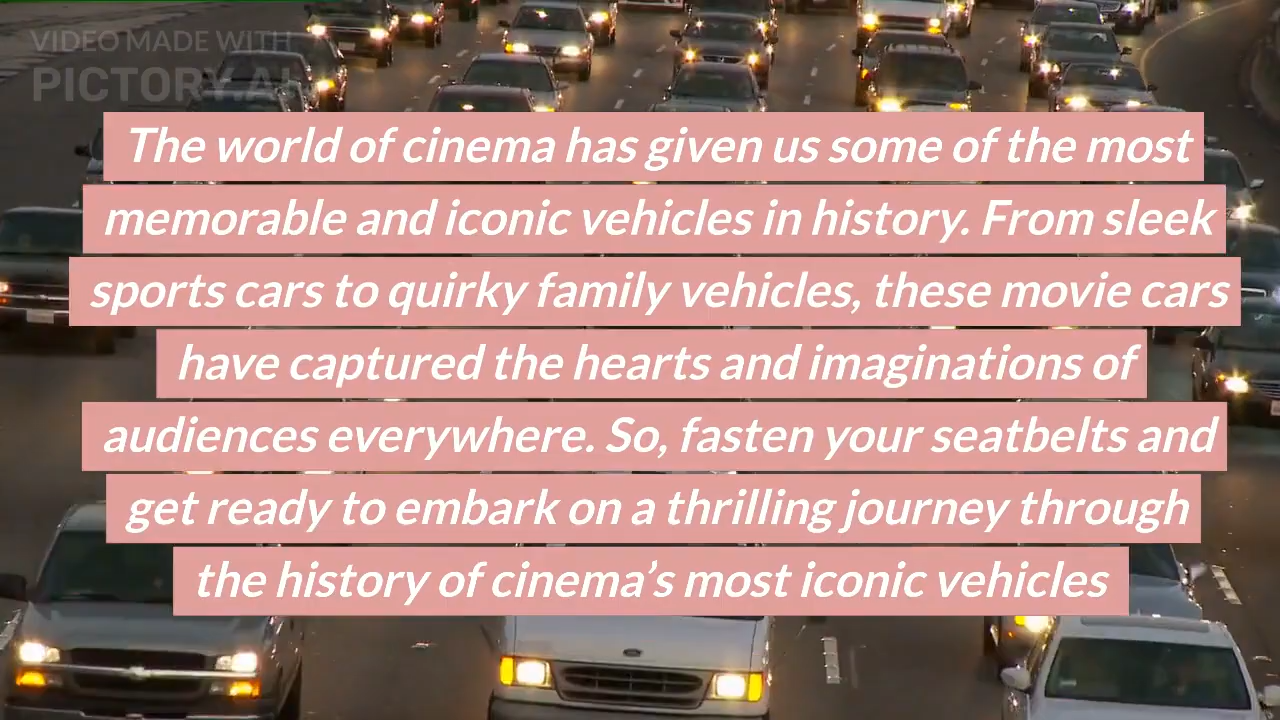 VIDEO MADE WITH
PICTORY.AI
The world of cinema has given us some of the most
memorable and iconic vehicles in history. From sleek
sports cars to quirky family vehicles, these movie cars
have captured the hearts and imaginations of
audiences everywhere. So, fasten your seatbelts and
get ready to embark on a thrilling journey through
the history of cinema’s most iconic vehicles